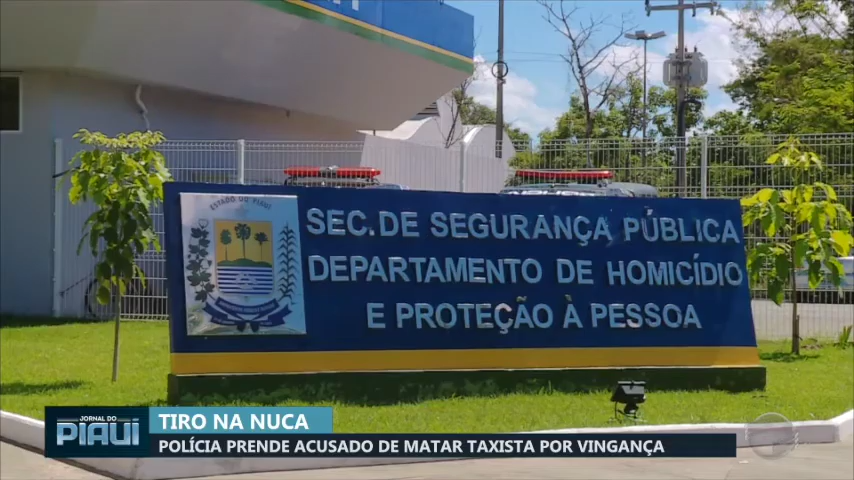 ESTADO DO PIAUÍ
SEC. DE SEGURANÇA PÚBLICA
DEPARTAMENTO DE HOMICÍDIO
E PROTEÇÃO À PESSOA
JORNAL DO
PIAUÍ
TIRO NA NUCA
POLÍCIA PRENDE ACUSADO DE MATAR TAXISTA POR VINGANÇA